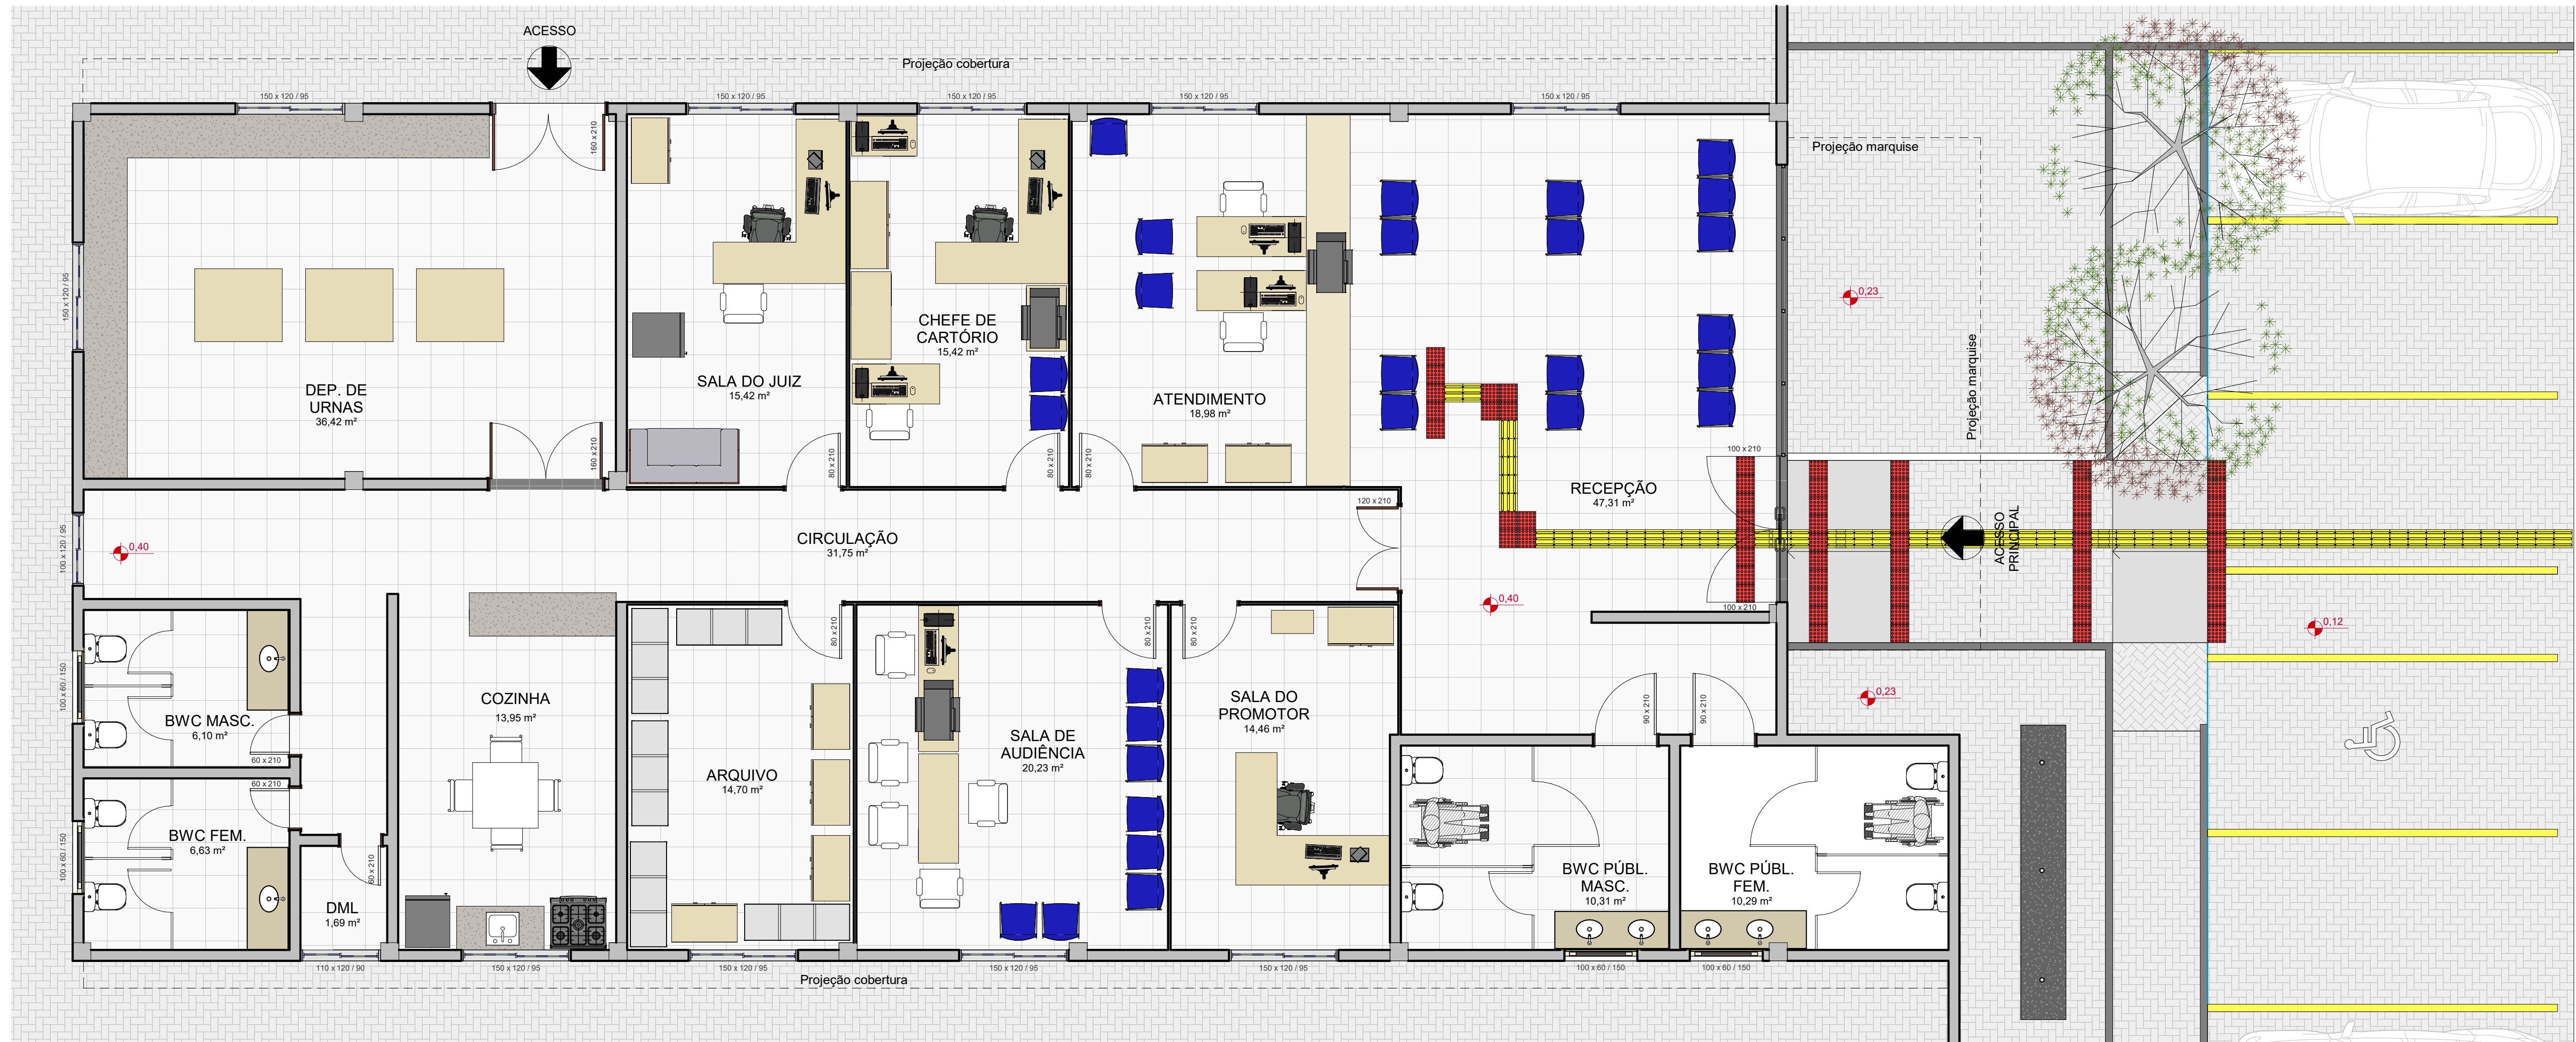 ACESSO
Projeção cobertura
150 x 120 / 95
150 x 120 / 95
150 x 120 / 95
150 x 120 / 95
150 x 120 / 95
160 x 210
Projeção marquise
150 x 120 / 95
0,23
DEP. DE
URNAS
36,42 m²
160 x 210
SALA DO JUIZ
15,42 m²
80 x 210
CHEFE DE
CARTÓRIO
15,42 m²
80 x 210
80 x 210
ATENDIMENTO
18,98 m²
Projeção marquise
RECEPÇÃO
47,31 m²
100 x 210
120 x 210
100 x 120 / 95
0,40
CIRCULAÇÃO
31,75 m²
ACESSO
PRINCIPAL
0,40
100 x 210
0,12
80 x 210
80 x 210
80 x 210
100 x 60 / 150
BWC MASC.
6,10 m²
60 x 210
COZINHA
13,95 m²
ARQUIVO
14,70 m²
SALA DE
AUDIÊNCIA
20,23 m²
SALA DO
PROMOTOR
14,46 m²
90 x 210
90 x 210
0,23
60 x 210
BWC FEM.
6,63 m²
100 x 60 / 150
60 x 210
DML
1,69 m²
BWC PÚBL.
MASC.
10,31 m²
BWC PÚBL.
FEM.
10,29 m²
110 x 120 / 90
150 x 120 / 95
150 x 120 / 95
150 x 120 / 95
150 x 120 / 95
100 x 60 / 150
100 x 60 / 150
Projeção cobertura